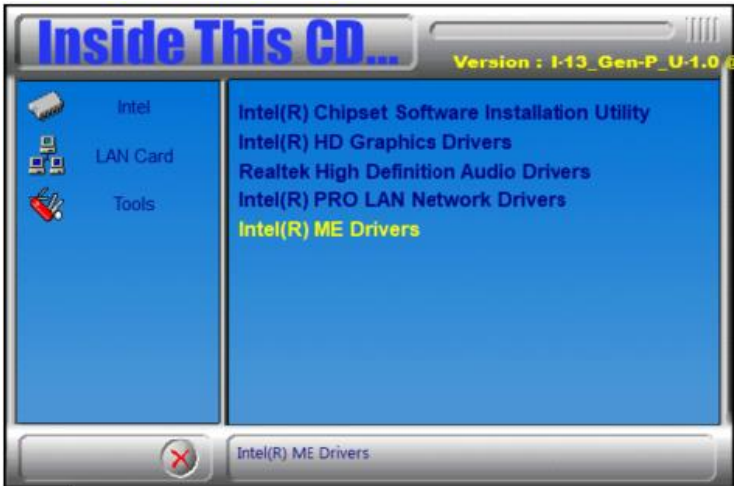 Inside This CD...
Version : I-13_Gen-P_U-1.0 @
Intel
LAN Card
Tools
Intel(R) Chipset Software Installation Utility
Intel(R) HD Graphics Drivers
Realtek High Definition Audio Drivers
Intel(R) PRO LAN Network Drivers
Intel(R) ME Drivers
Intel(R) ME Drivers